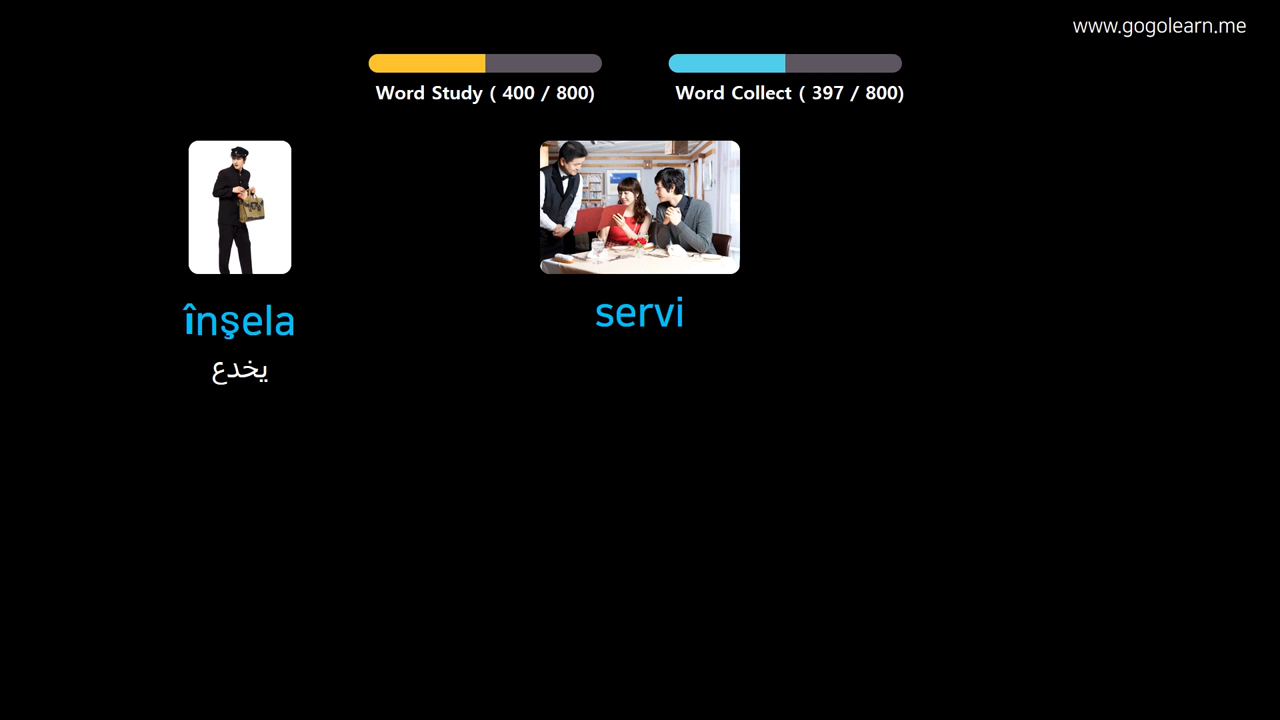 www.gogolearn.me
Word Study ( 400 / 800)
Word Collect ( 397 / 800)
înşela
servi
يخدع